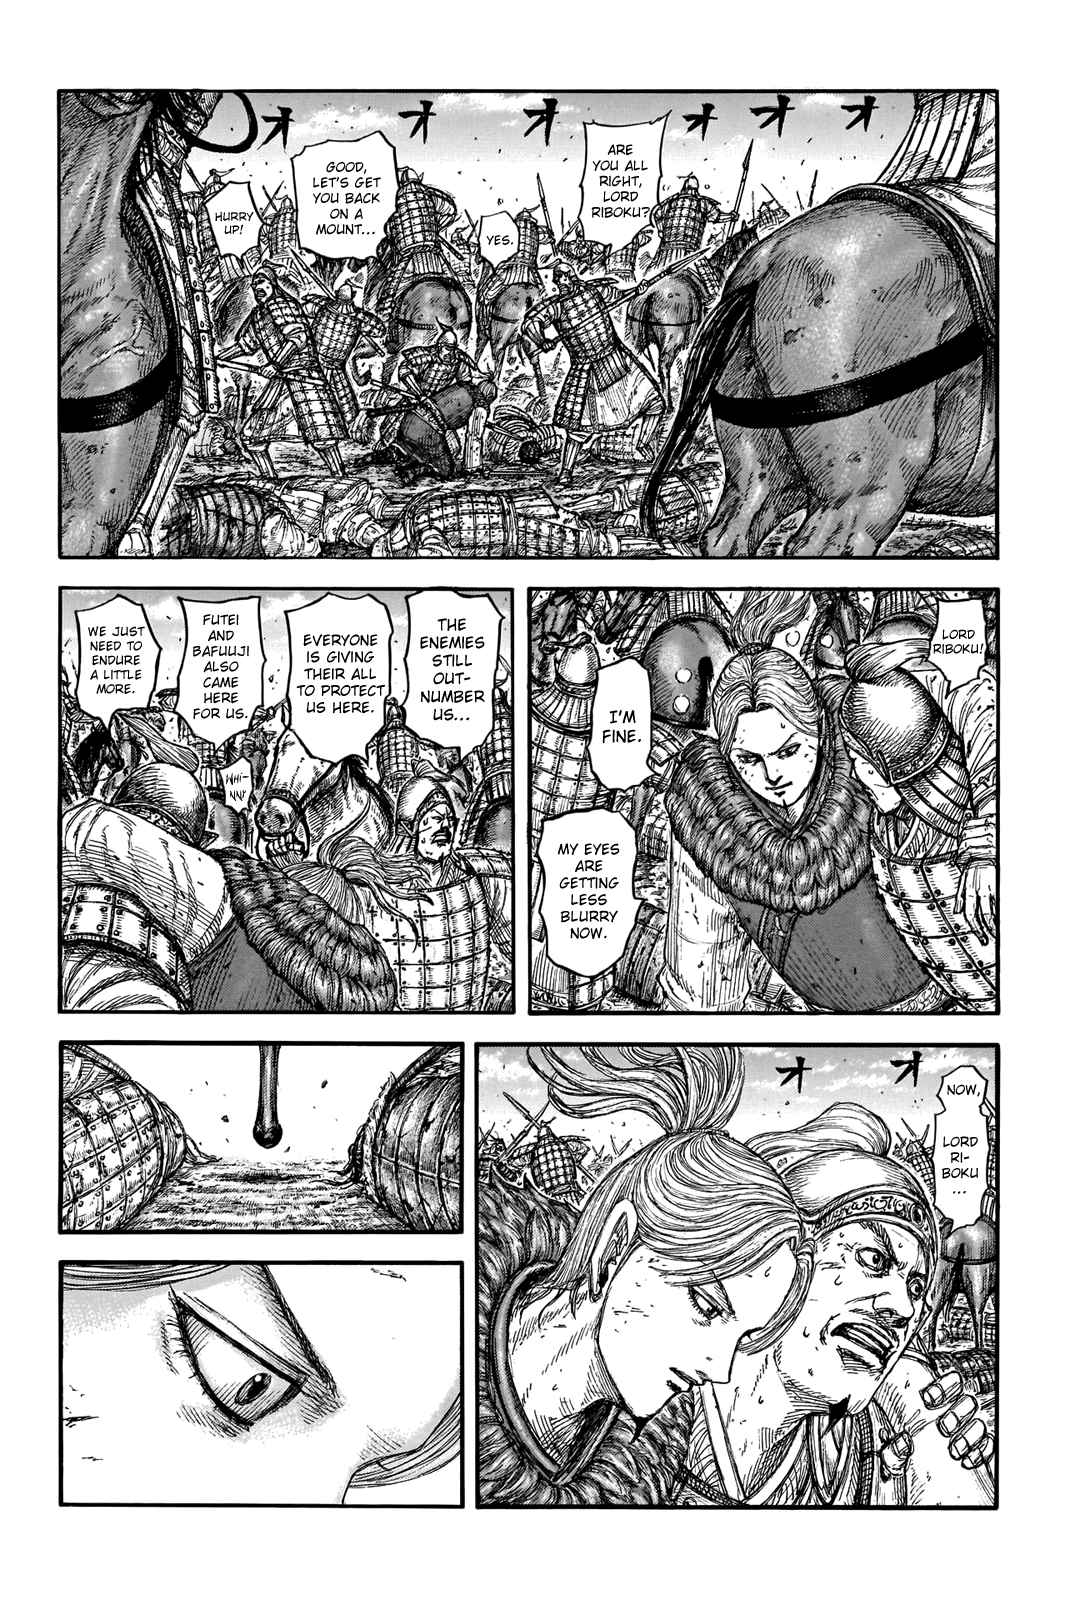 オ オ オ オ オ オ
ARE
YOU ALL
RIGHT,
LORD
RIBOKU?
YES.
GOOD,
LET'S GET
YOU BACK
ON A
MOUNT...
HURRY
UP!
LORD
RIBOKU!
I'M
FINE.
MY EYES
ARE
GETTING
LESS
BLURRY
NOW.
THE
ENEMIES
STILL
OUT-
NUMBER
US...
EVERYONE
IS GIVING
THEIR ALL
TO PROTECT
US HERE.
FUTEI
AND
BAFUUJI
ALSO
CAME
HERE
FOR US.
WE JUST
NEED TO
ENDURE
A LITTLE
MORE.
WHI-
NNY
オ オ
NOW,
LORD
RI-
BOKU
...